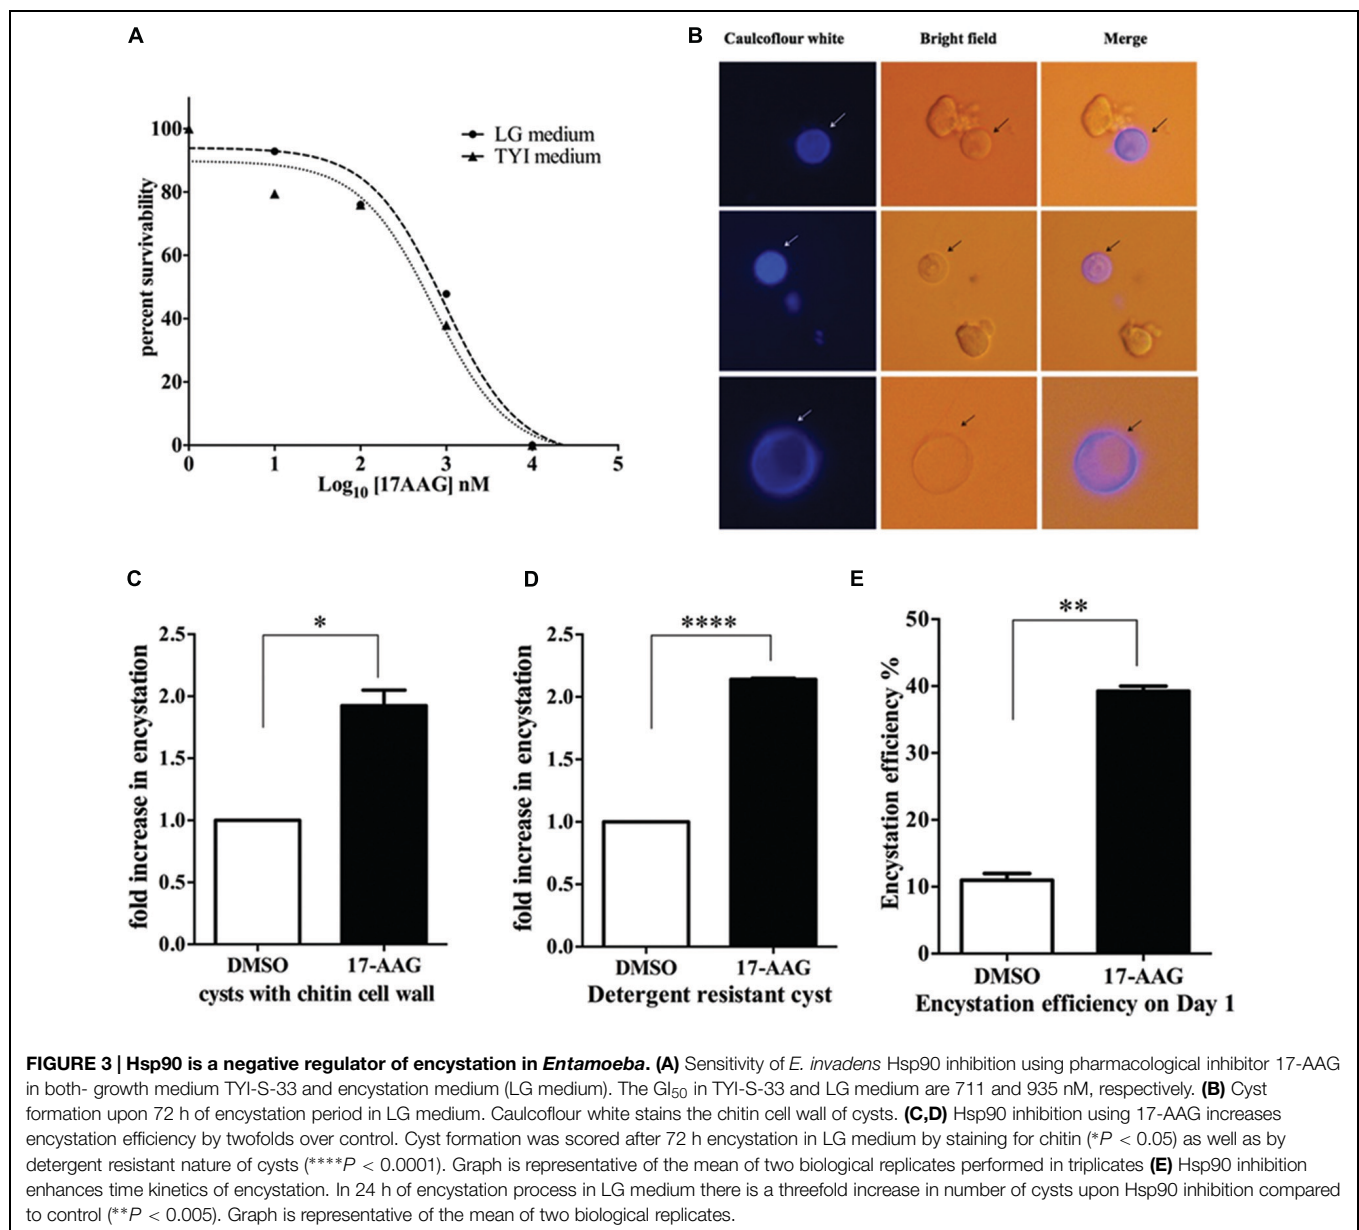 A
100
80
60
40
20
0
percent survivability
0 1 2 3 4 5
Log10 [17AAG] nM
LG medium
TYI medium
B
Caulcoflour white Bright field Merge
C
2.5
2.0
1.5
1.0
0.5
0.0
fold increase in encystation
*
DMSO 17-AAG
cysts with chitin cell wall
D
2.5
2.0
1.5
1.0
0.5
0.0
fold increase in encystation
****
DMSO 17-AAG
Detergent resistant cyst
E
50
40
30
20
10
0
Encystation efficiency %
**
DMSO 17-AAG
Encystation efficiency on Day 1
FIGURE 3 | Hsp90 is a negative regulator of encystation in Entamoeba. (A) Sensitivity of E. invadens Hsp90 inhibition using pharmacological inhibitor 17-AAG
in both- growth medium TYI-S-33 and encystation medium (LG medium). The GI50 in TYI-S-33 and LG medium are 711 and 935 nM, respectively. (B) Cyst
formation upon 72 h of encystation period in LG medium. Caulcoflour white stains the chitin cell wall of cysts. (C,D) Hsp90 inhibition using 17-AAG increases
encystation efficiency by twofolds over control. Cyst formation was scored after 72 h encystation in LG medium by staining for chitin (*P < 0.05) as well as by
detergent resistant nature of cysts (****P < 0.0001). Graph is representative of the mean of two biological replicates performed in triplicates (E) Hsp90 inhibition
enhances time kinetics of encystation. In 24 h of encystation process in LG medium there is a threefold increase in number of cysts upon Hsp90 inhibition compared
to control (**P < 0.005). Graph is representative of the mean of two biological replicates.